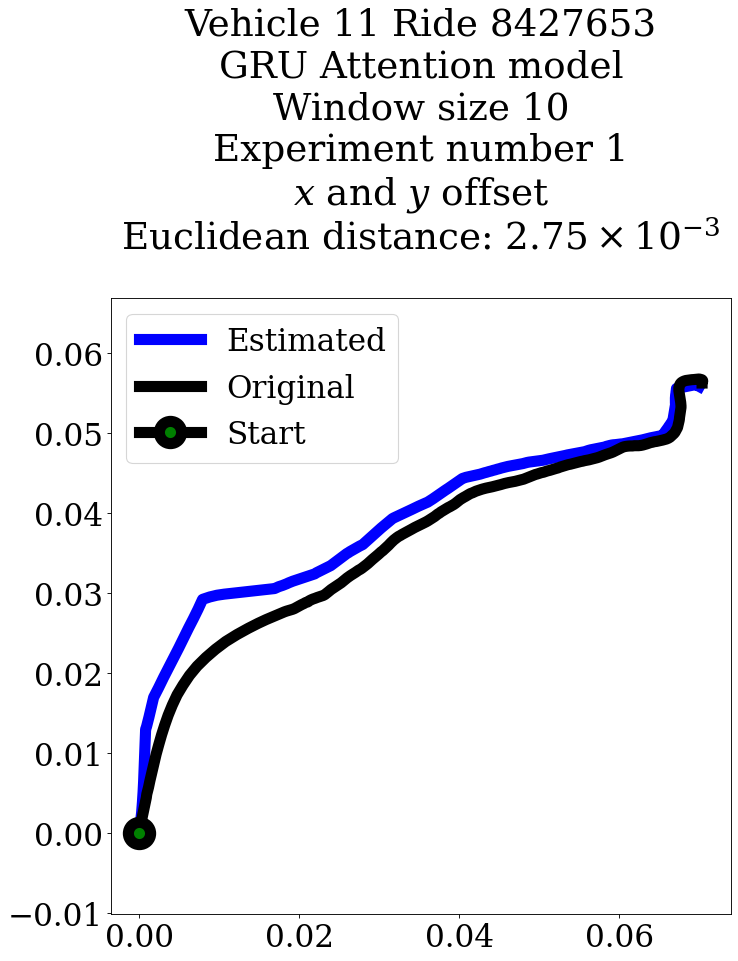 Vehicle 11 Ride 8427653
GRU Attention model
Window size 10
Experiment number 1
x and y offset
Euclidean distance: 2.75 × 10⁻³
Estimated
Original
Start
0.06
0.05
0.04
0.03
0.02
0.01
0.00
−0.01
0.00 0.02 0.04 0.06